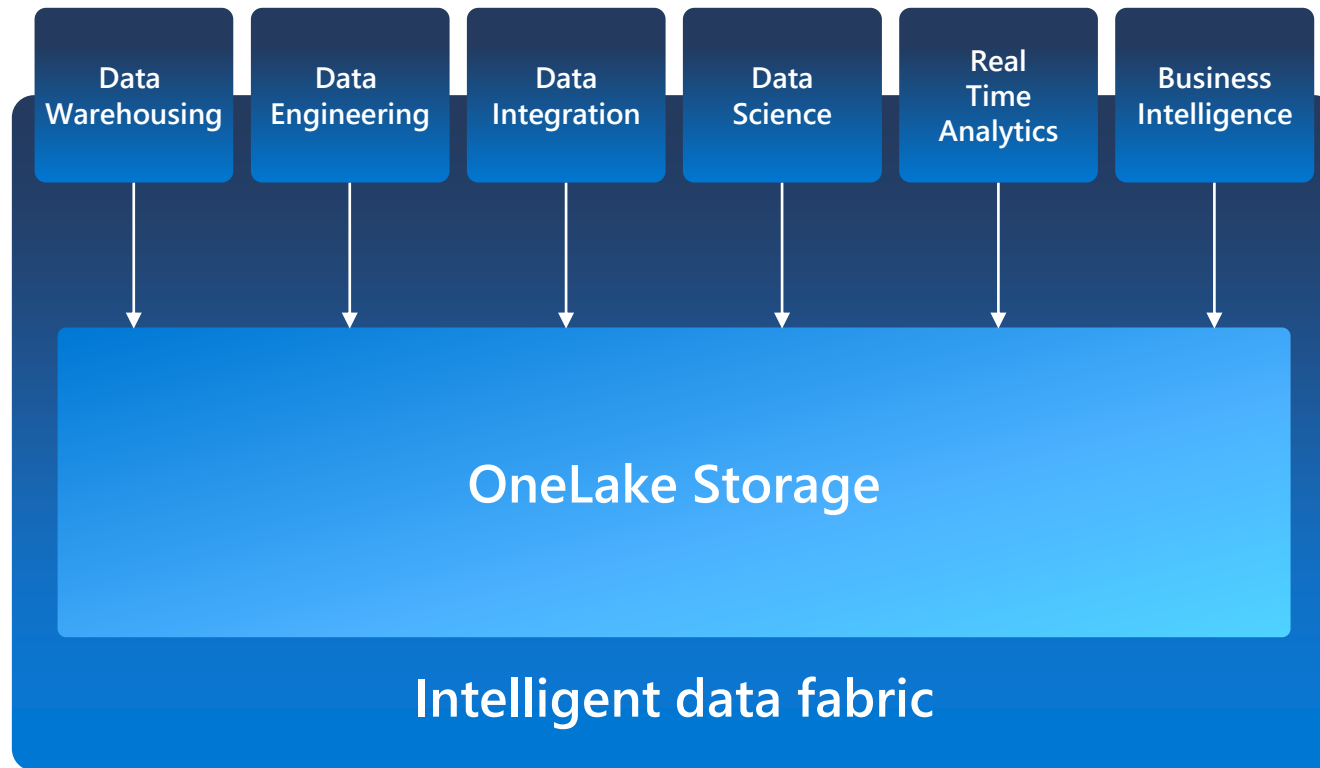 Data
Warehousing
Data
Engineering
Data
Integration
Data
Science
Real
Time
Analytics
Business
Intelligence
OneLake Storage
Intelligent data fabric